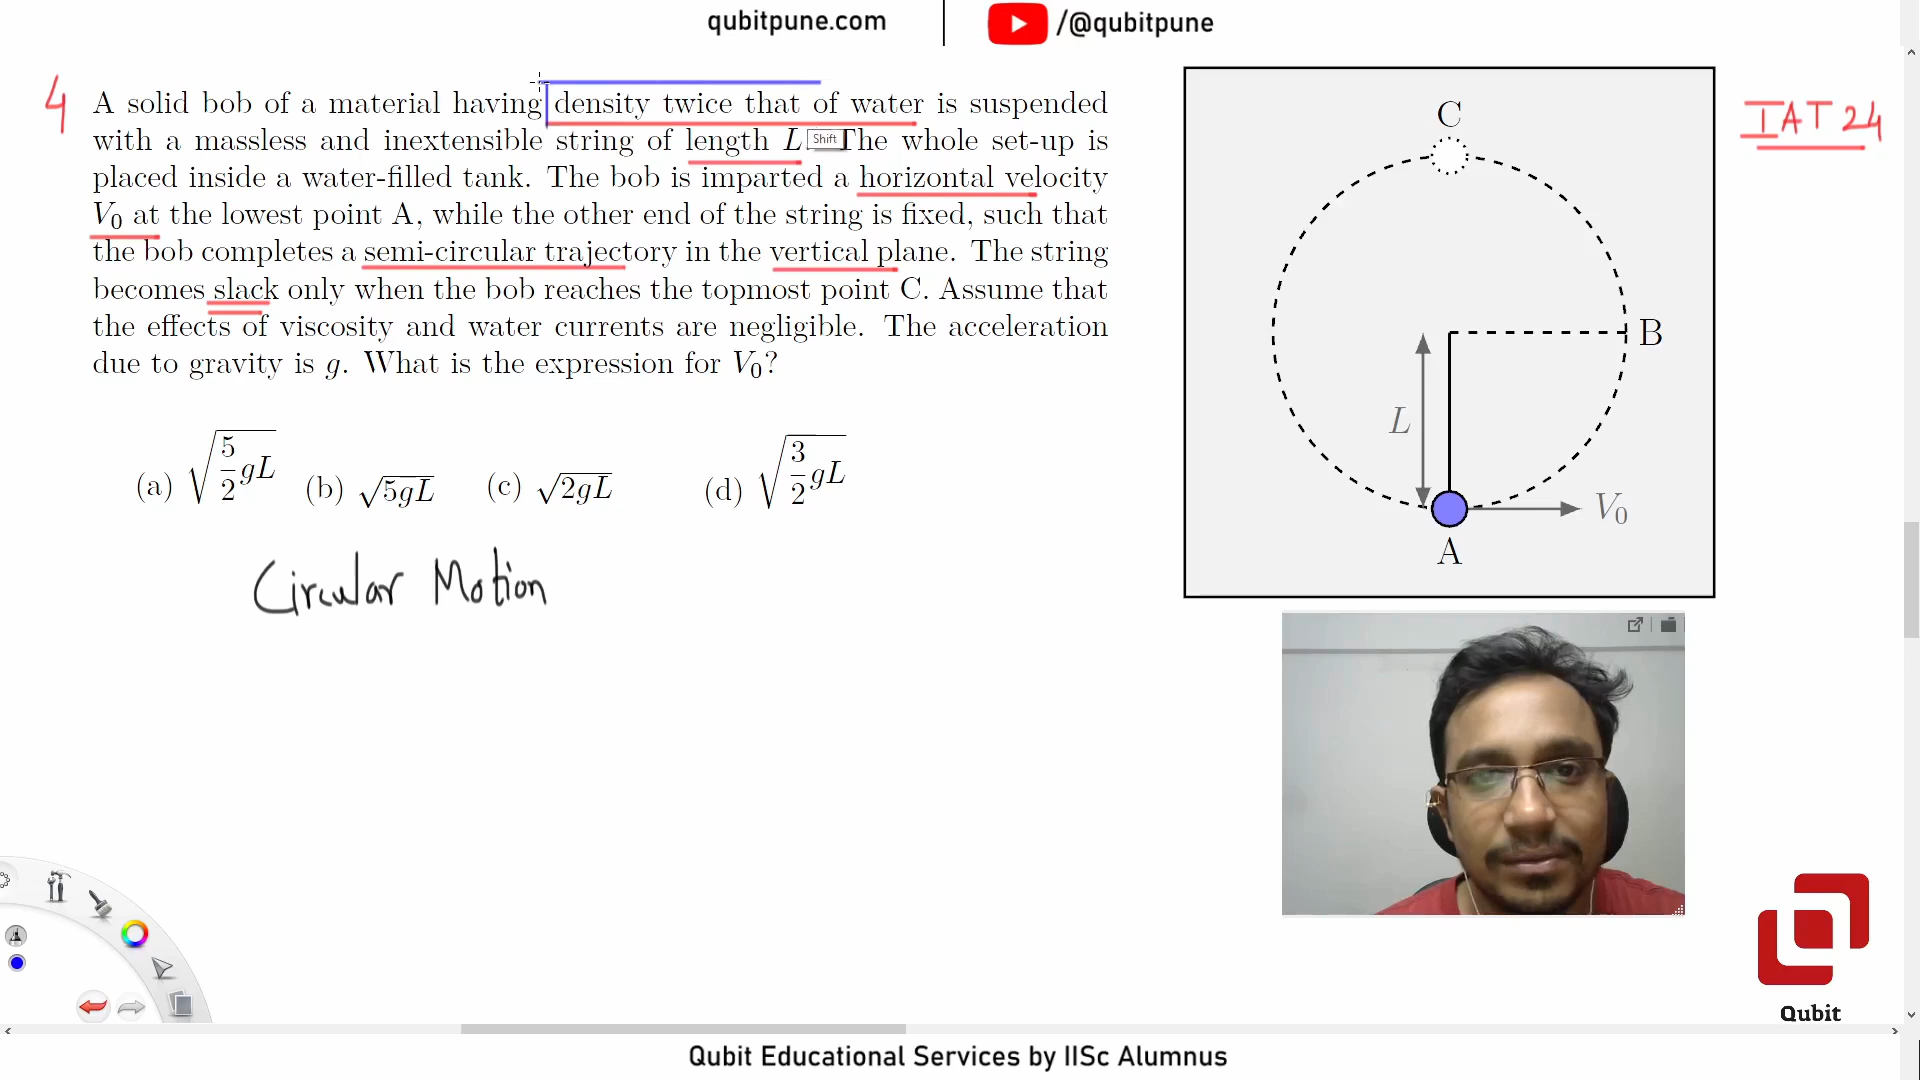 qubitpune.com
/@qubitpune
4
IAT 24
A solid bob of a material having density twice that of water is suspended
with a massless and inextensible string of length L. The whole set-up is
Shift
placed inside a water-filled tank. The bob is imparted a horizontal velocity
V₀ at the lowest point A, while the other end of the string is fixed, such that
the bob completes a semi-circular trajectory in the vertical plane. The string
becomes slack only when the bob reaches the topmost point C. Assume that
the effects of viscosity and water currents are negligible. The acceleration
due to gravity is g. What is the expression for V₀?
(a) √(5/2 gL) (b) √5gL (c) √2gL (d) √(3/2 gL)
Circular Motion
C
B
L
V₀
A
Qubit
Qubit Educational Services by IISc Alumnus